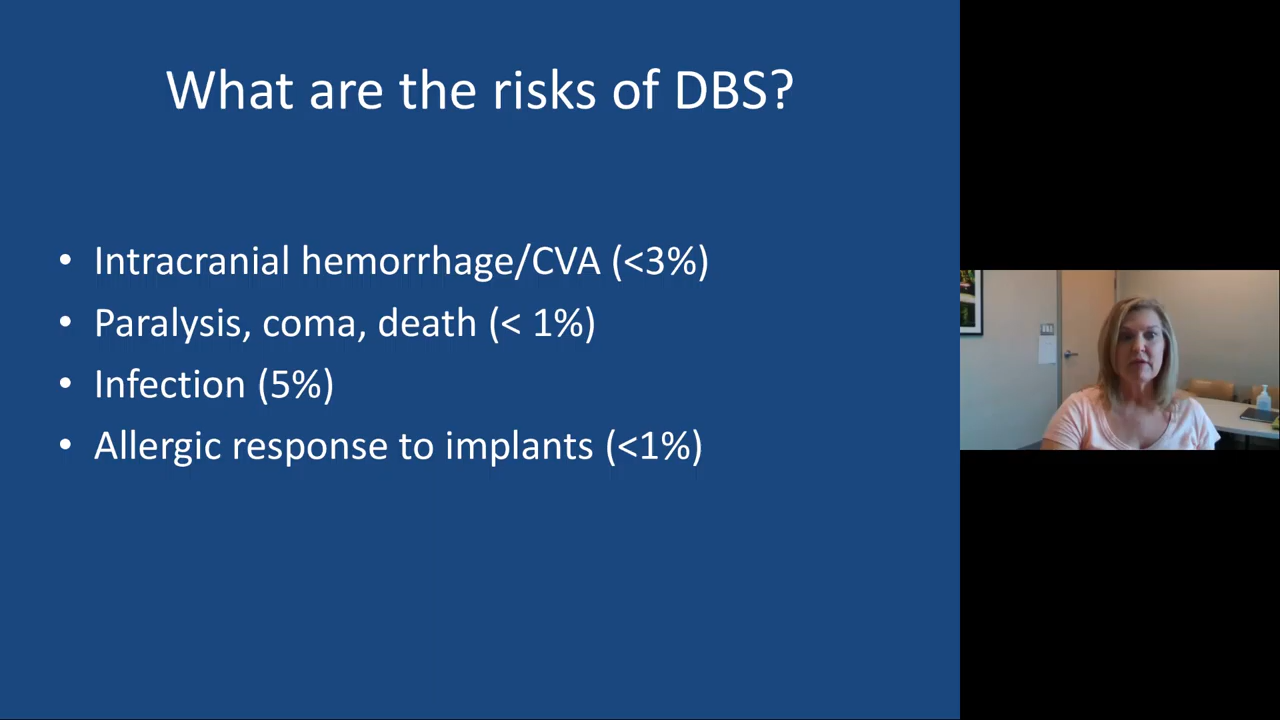 What are the risks of DBS?
• Intracranial hemorrhage/CVA (<3%)
• Paralysis, coma, death (< 1%)
• Infection (5%)
• Allergic response to implants (<1%)